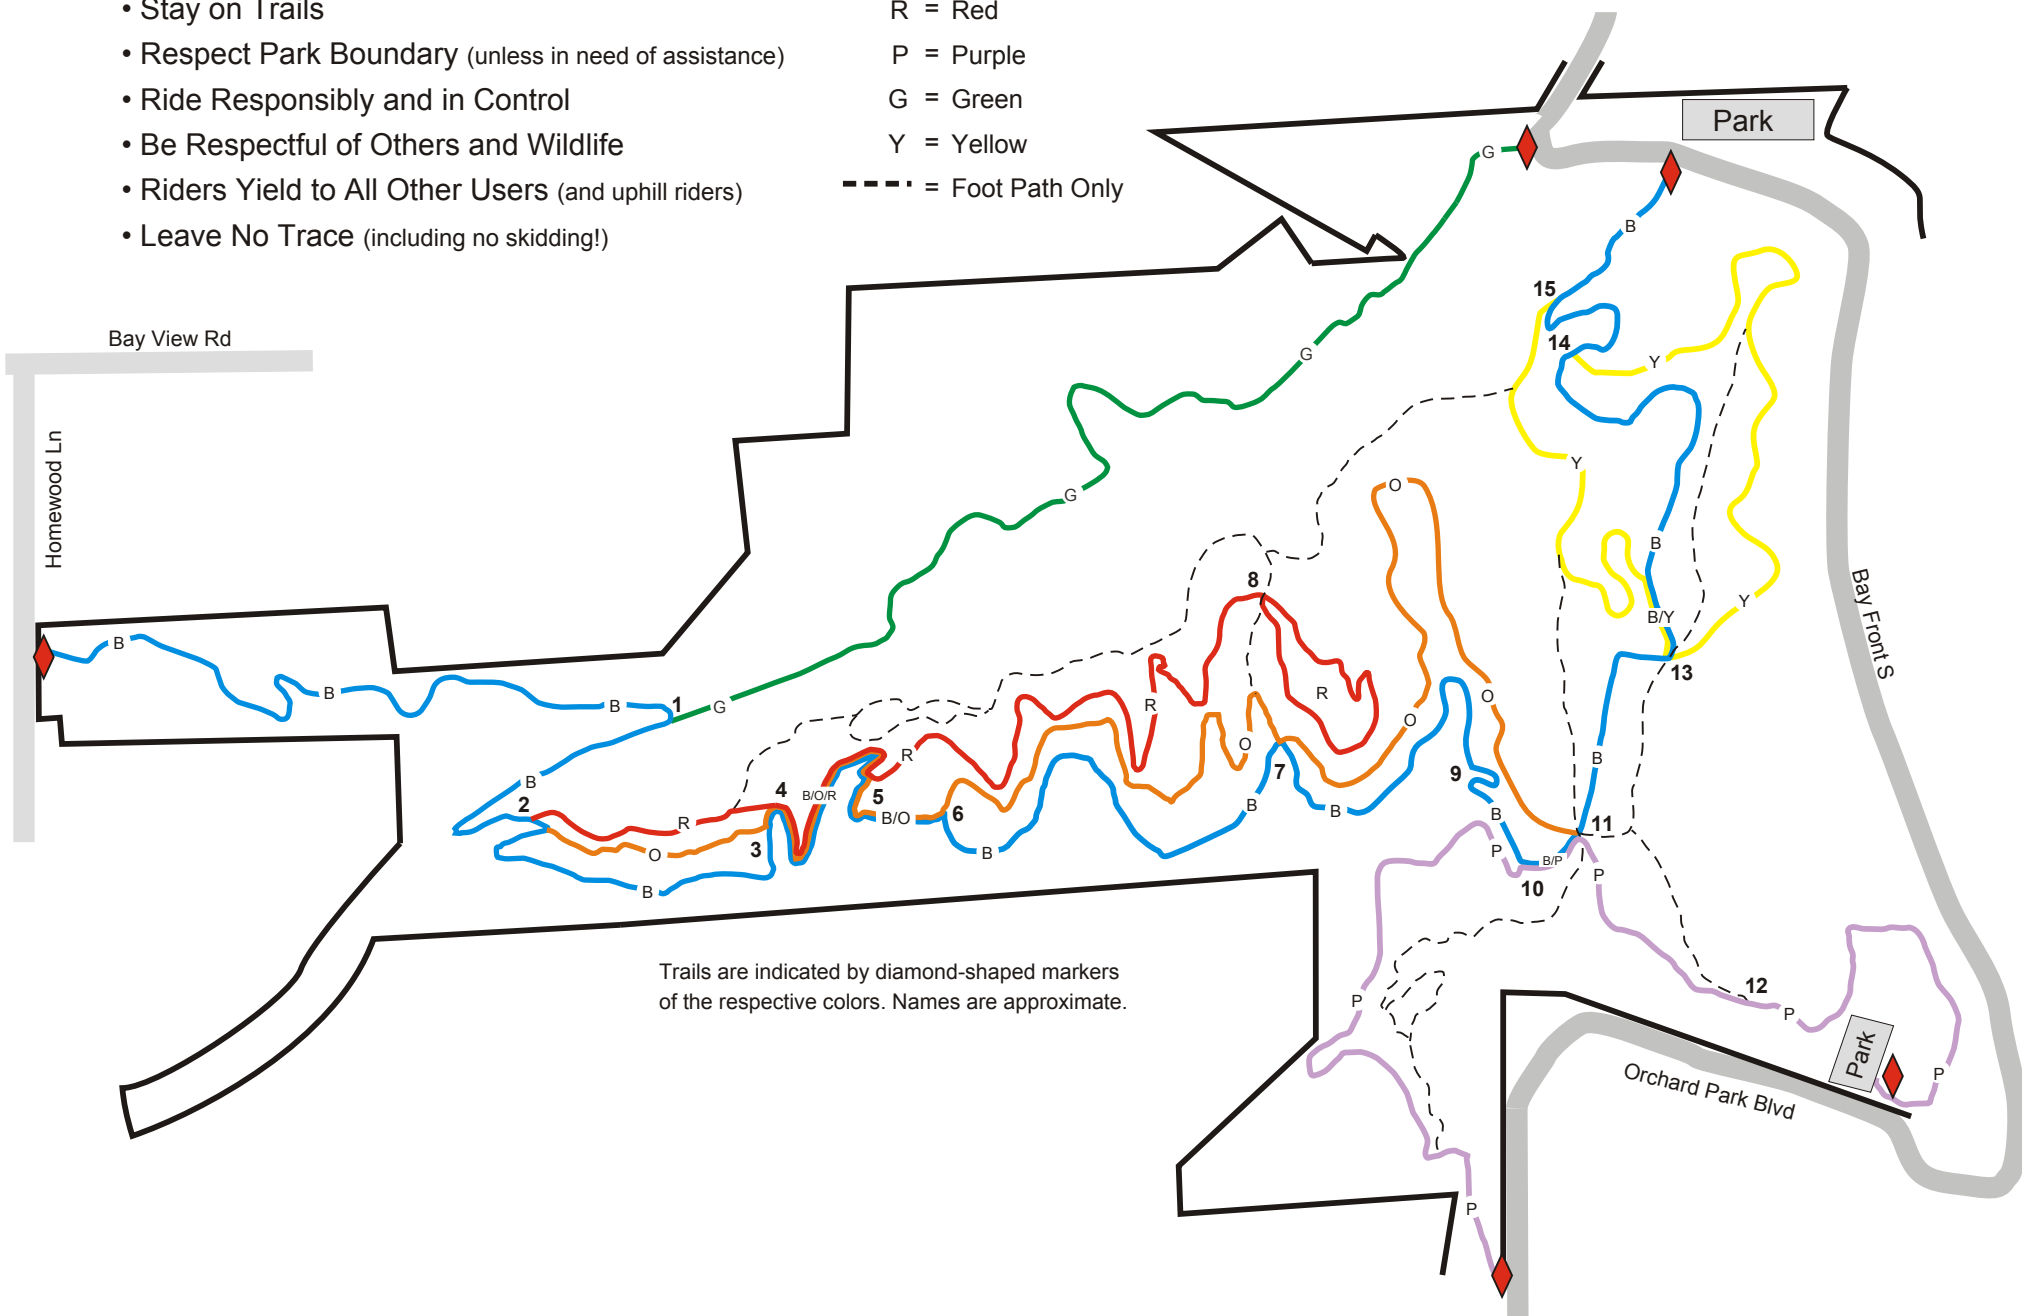 • Stay on Trails
• Respect Park Boundary (unless in need of assistance)
• Ride Responsibly and in Control
• Be Respectful of Others and Wildlife
• Riders Yield to All Other Users (and uphill riders)
• Leave No Trace (including no skidding!)
R = Red
P = Purple
G = Green
Y = Yellow
= Foot Path Only
Park
G
B
15
14
Y
G
Bay View Rd
Homewood Ln
Y
O
G
B
8
Y
B/Y
Bay Front S
B
13
B
B
1
G
R
R
O
O
O
R
B
7
9
B
2
4
B/O/R
5
B/O
6
B
B
B
R
3
O
B
B
P
B/P
10
11
P
B
Trails are indicated by diamond-shaped markers
of the respective colors. Names are approximate.
P
12
P
Park
P
Orchard Park Blvd
P